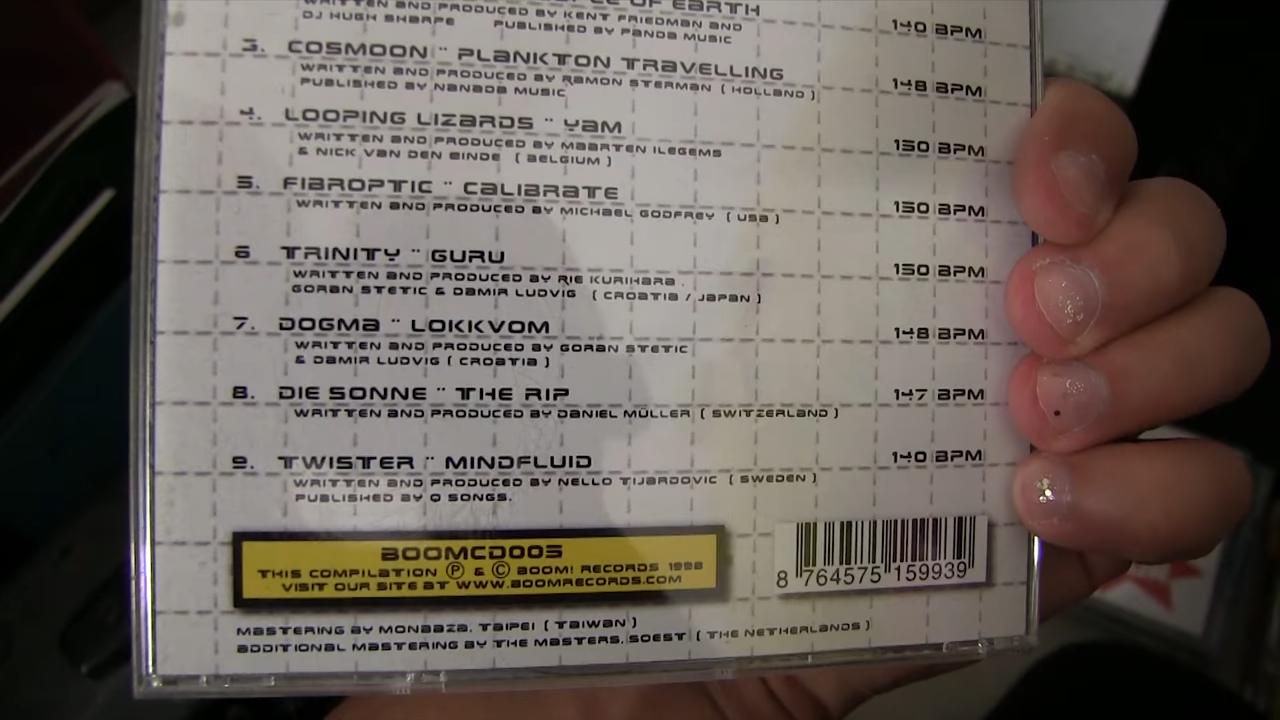 OF EARTH
WRITTEN AND PRODUCED BY KENT FRIEDMAN AND
DJ HUGH SHARPE PUBLISHED BY PANDA MUSIC
140 BPM
3. COSMOON ¨ PLANKTON TRAVELLING
WRITTEN AND PRODUCED BY RAMON STERMAN ( HOLLAND )
PUBLISHED BY NANADA MUSIC
148 BPM
4. LOOPING LIZARDS ¨ YAM
WRITTEN AND PRODUCED BY MAARTEN ILEGEMS
& NICK VAN DEN EINDE ( BELGIUM )
150 BPM
5. FIBROPTIC ¨ CALIBRATE
WRITTEN AND PRODUCED BY MICHAEL GODFREY ( USA )
150 BPM
6 TRINITY ¨ GURU
WRITTEN AND PRODUCED BY RIE KURIHARA ,
GORAN STETIC & DAMIR LUDVIG ( CROATIA / JAPAN )
150 BPM
7. DOGMA ¨ LOKKVOM
WRITTEN AND PRODUCED BY GORAN STETIC
& DAMIR LUDVIG ( CROATIA )
148 BPM
8. DIE SONNE ¨ THE RIP
WRITTEN AND PRODUCED BY DANIEL MÜLLER ( SWITZERLAND )
147 BPM
9. TWISTER ¨ MINDFLUID
WRITTEN AND PRODUCED BY NELLO TIJARDOVIC ( SWEDEN )
PUBLISHED BY Q SONGS.
140 BPM
BOOMCD005
THIS COMPILATION Ⓟ & © BOOM! RECORDS 1998
VISIT OUR SITE AT WWW.BOOMRECORDS.COM
8 764575 159939
MASTERING BY MONAAZA, TAIPEI ( TAIWAN )
ADDITIONAL MASTERING BY THE MASTERS, SOEST ( THE NETHERLANDS )